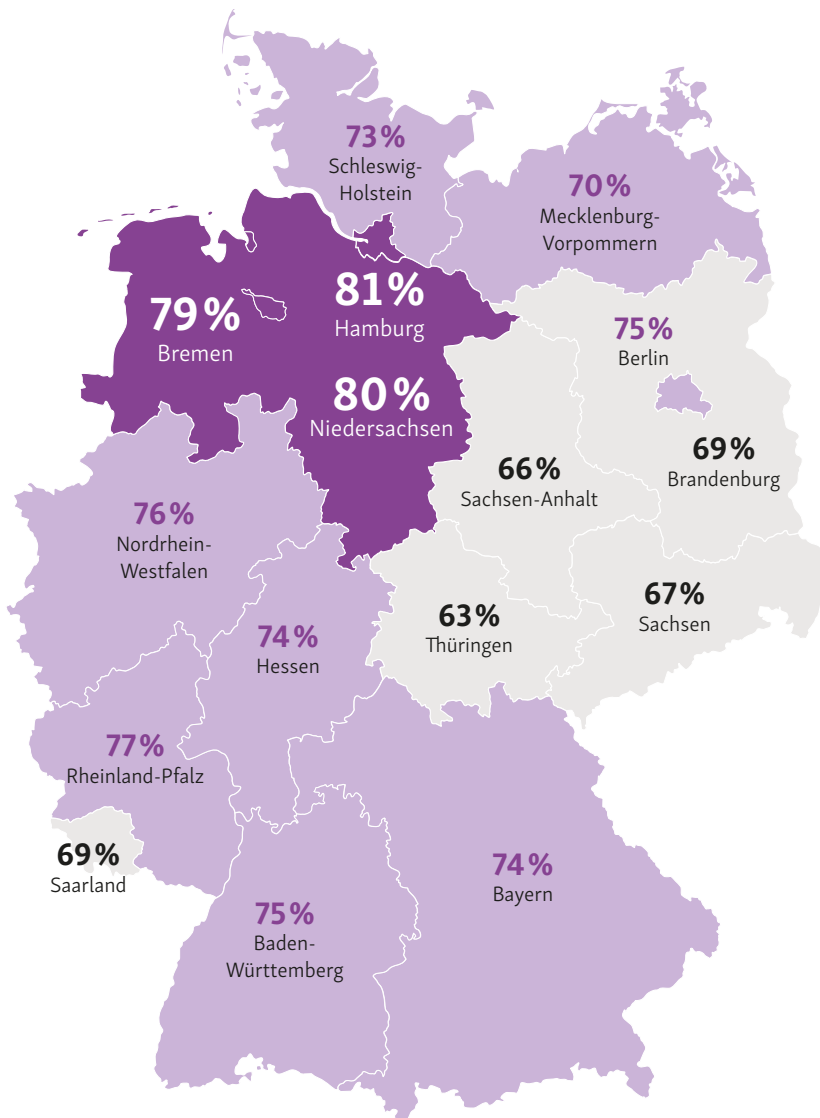 73 %
Schleswig-
Holstein
70 %
Mecklenburg-
Vorpommern
81%
Hamburg
79 %
Bremen
75 %
Berlin
80 %
Niedersachsen
69 %
Brandenburg
66 %
Sachsen-Anhalt
76 %
Nordrhein-
Westfalen
67 %
Sachsen
63 %
Thüringen
74 %
Hessen
77 %
Rheinland-Pfalz
69 %
Saarland
74 %
Bayern
75 %
Baden-
Württemberg